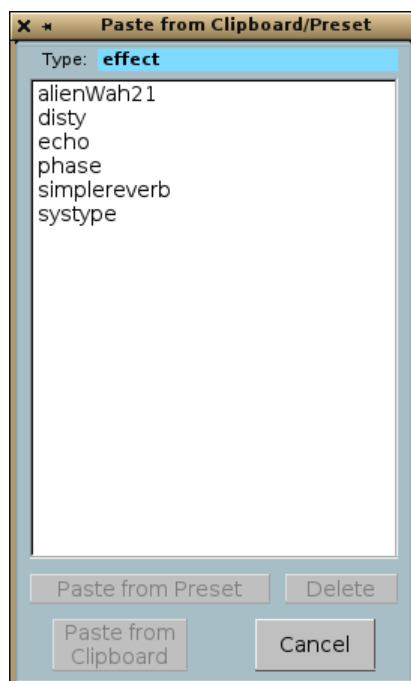 Paste from Clipboard/Preset
Type: effect
alienWah21
disty
echo
phase
simplereverb
systype
Paste from Preset
Delete
Paste from
Clipboard
Cancel